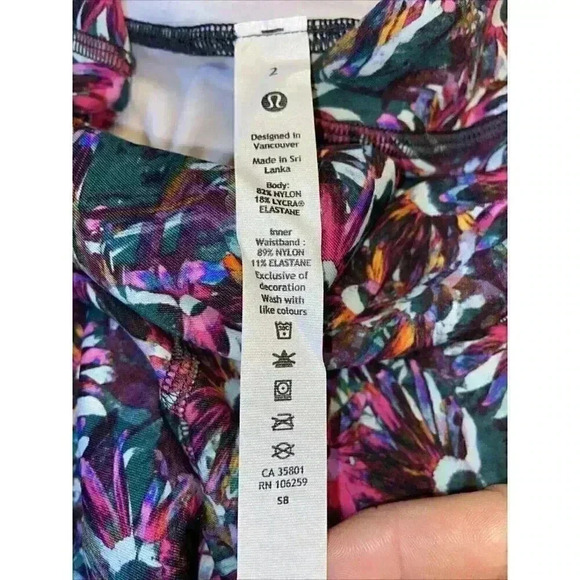 2
Designed in
Vancouver
Made in Sri
Lanka
Body:
82% NYLON
18% LYCRA®
ELASTANE
Inner
Waistband :
89% NYLON
11% ELASTANE
Exclusive of
decoration
Wash with
like colours
CA 35801
RN 106259
S8